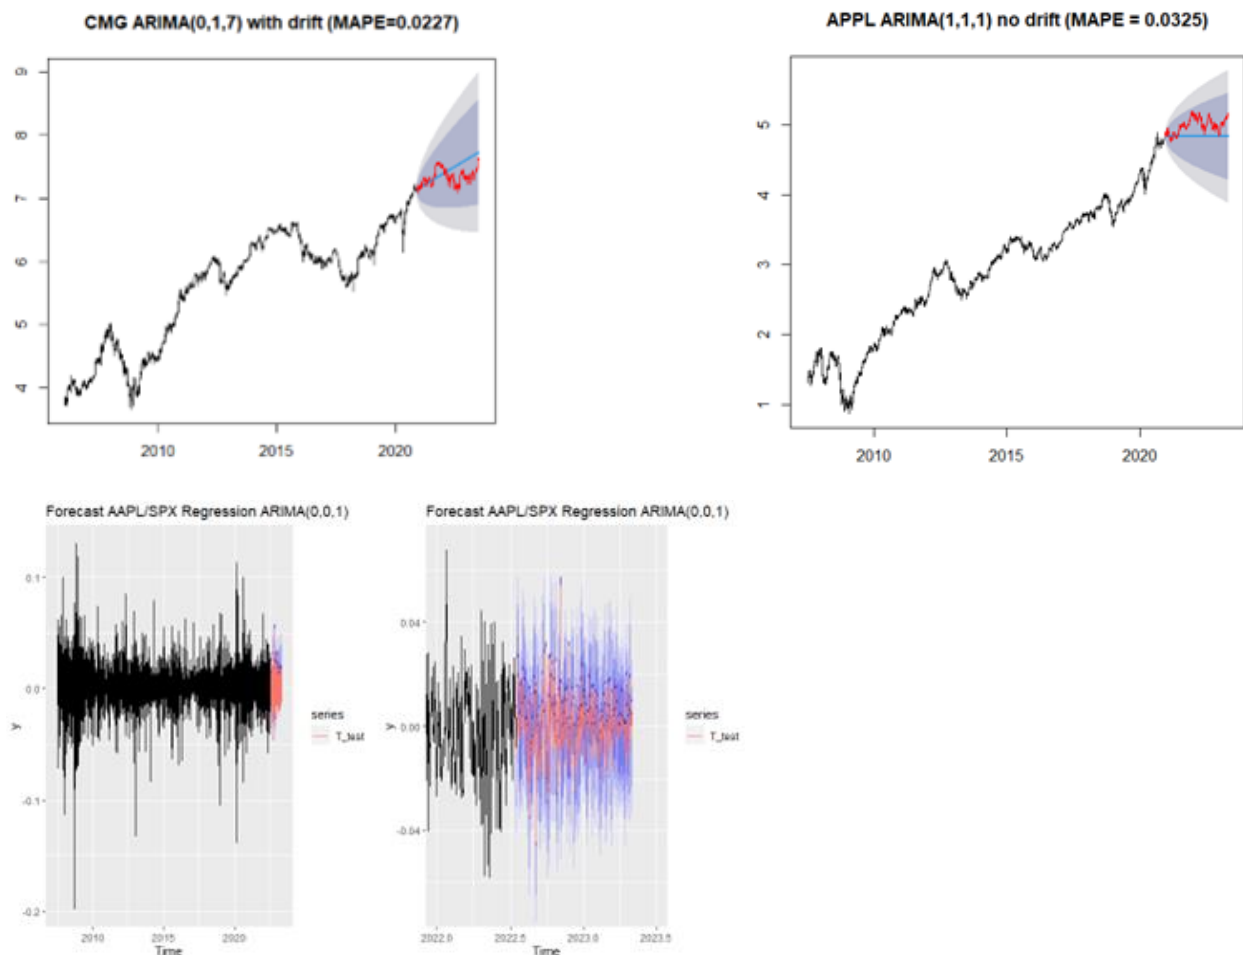 CMG ARIMA(0,1,7) with drift (MAPE=0.0227)
9
8
7
6
5
4
2010
2015
2020
APPL ARIMA(1,1,1) no drift (MAPE = 0.0325)
5
4
3
2
1
2010
2015
2020
Forecast AAPL/SPX Regression ARIMA(0,0,1)
0.1
0.0
-0.1
-0.2
y
2010
2015
2020
Time
series
T_test
Forecast AAPL/SPX Regression ARIMA(0,0,1)
0.04
0.00
-0.04
y
2022.0
2022.5
2023.0
2023.5
Time
series
T_test